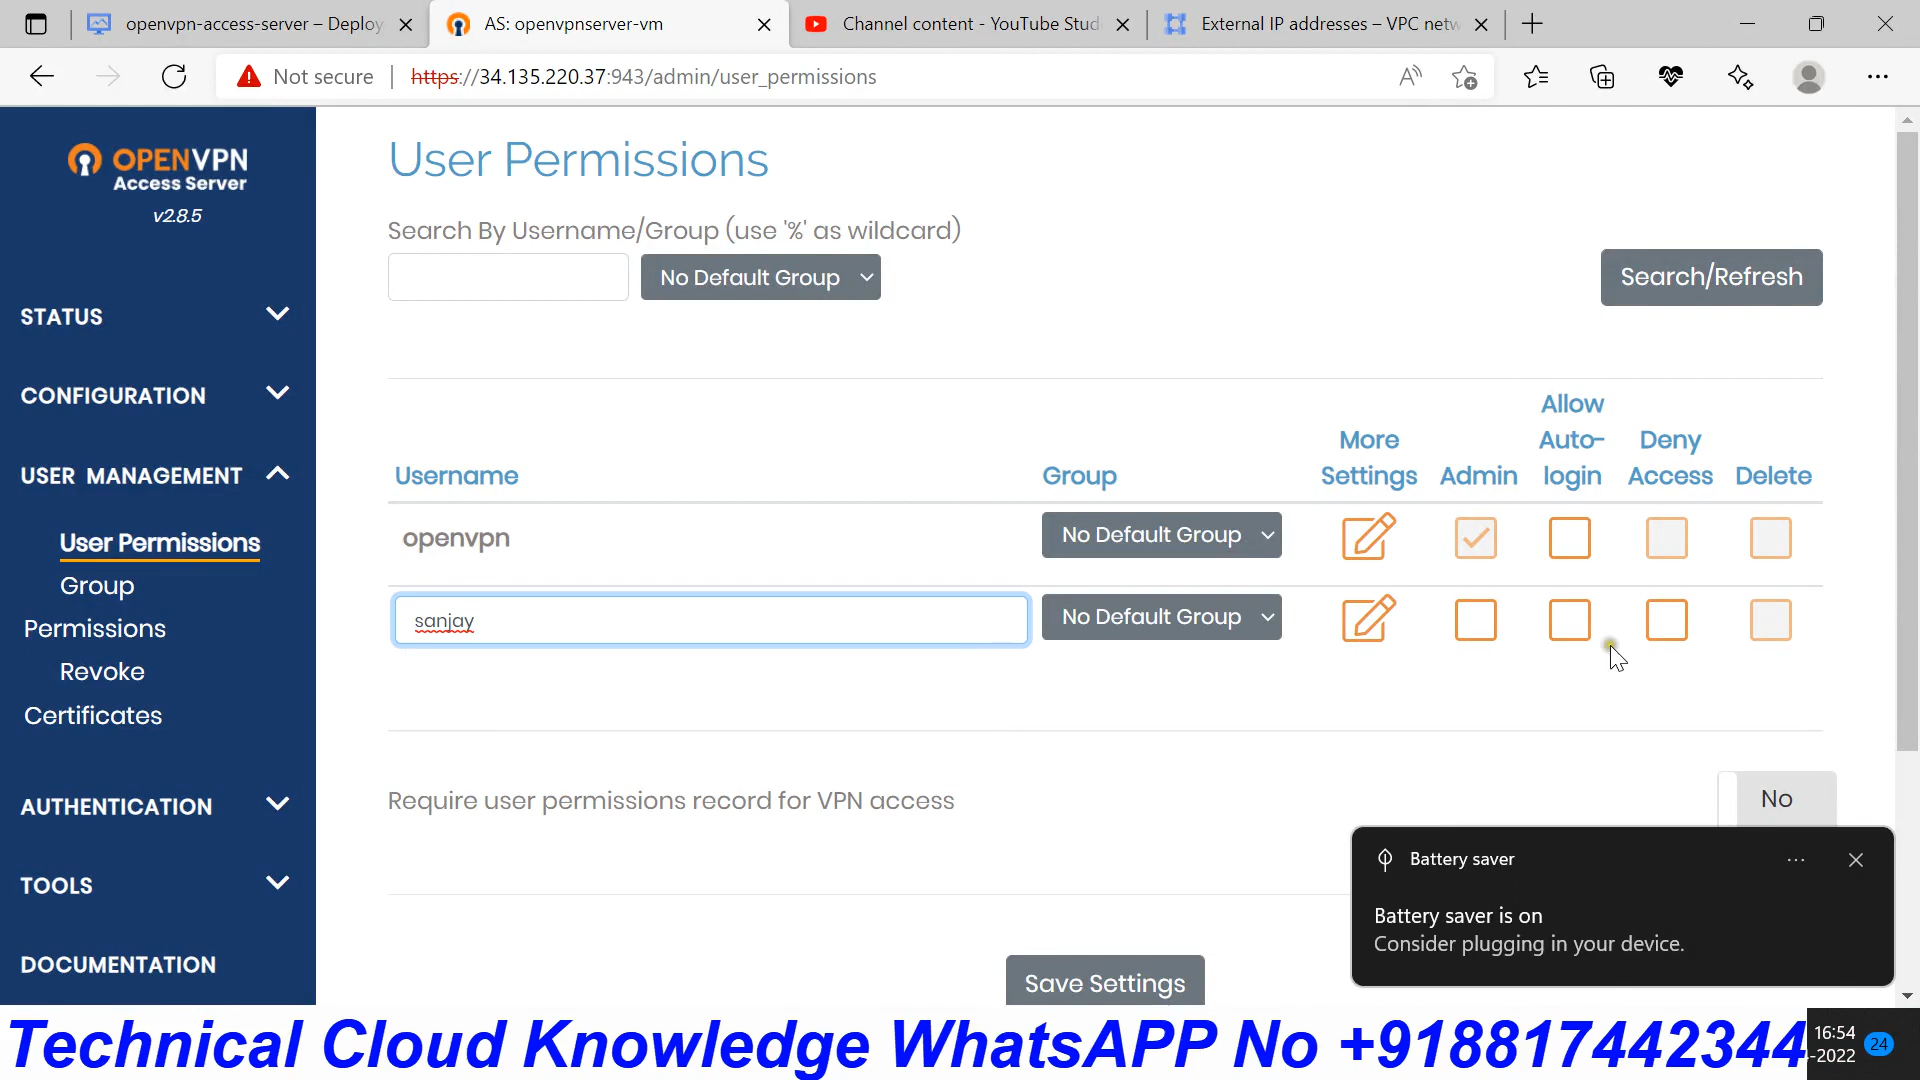 openvpn-access-server – Deploy
AS: openvpnserver-vm
Channel content - YouTube Stud
External IP addresses – VPC netw
Not secure
https://34.135.220.37:943/admin/user_permissions
OPENVPN
Access Server
v2.8.5
STATUS
CONFIGURATION
USER MANAGEMENT
User Permissions
Group
Permissions
Revoke
Certificates
AUTHENTICATION
TOOLS
DOCUMENTATION
User Permissions
Search By Username/Group (use '%' as wildcard)
No Default Group
Search/Refresh
Username
Group
More
Settings
Admin
Allow
Auto-
login
Deny
Access
Delete
openvpn
No Default Group
sanjay
No Default Group
Require user permissions record for VPN access
No
Save Settings
Battery saver
Battery saver is on
Consider plugging in your device.
Technical Cloud Knowledge WhatsAPP No +918817442344
16:54
-2022
24